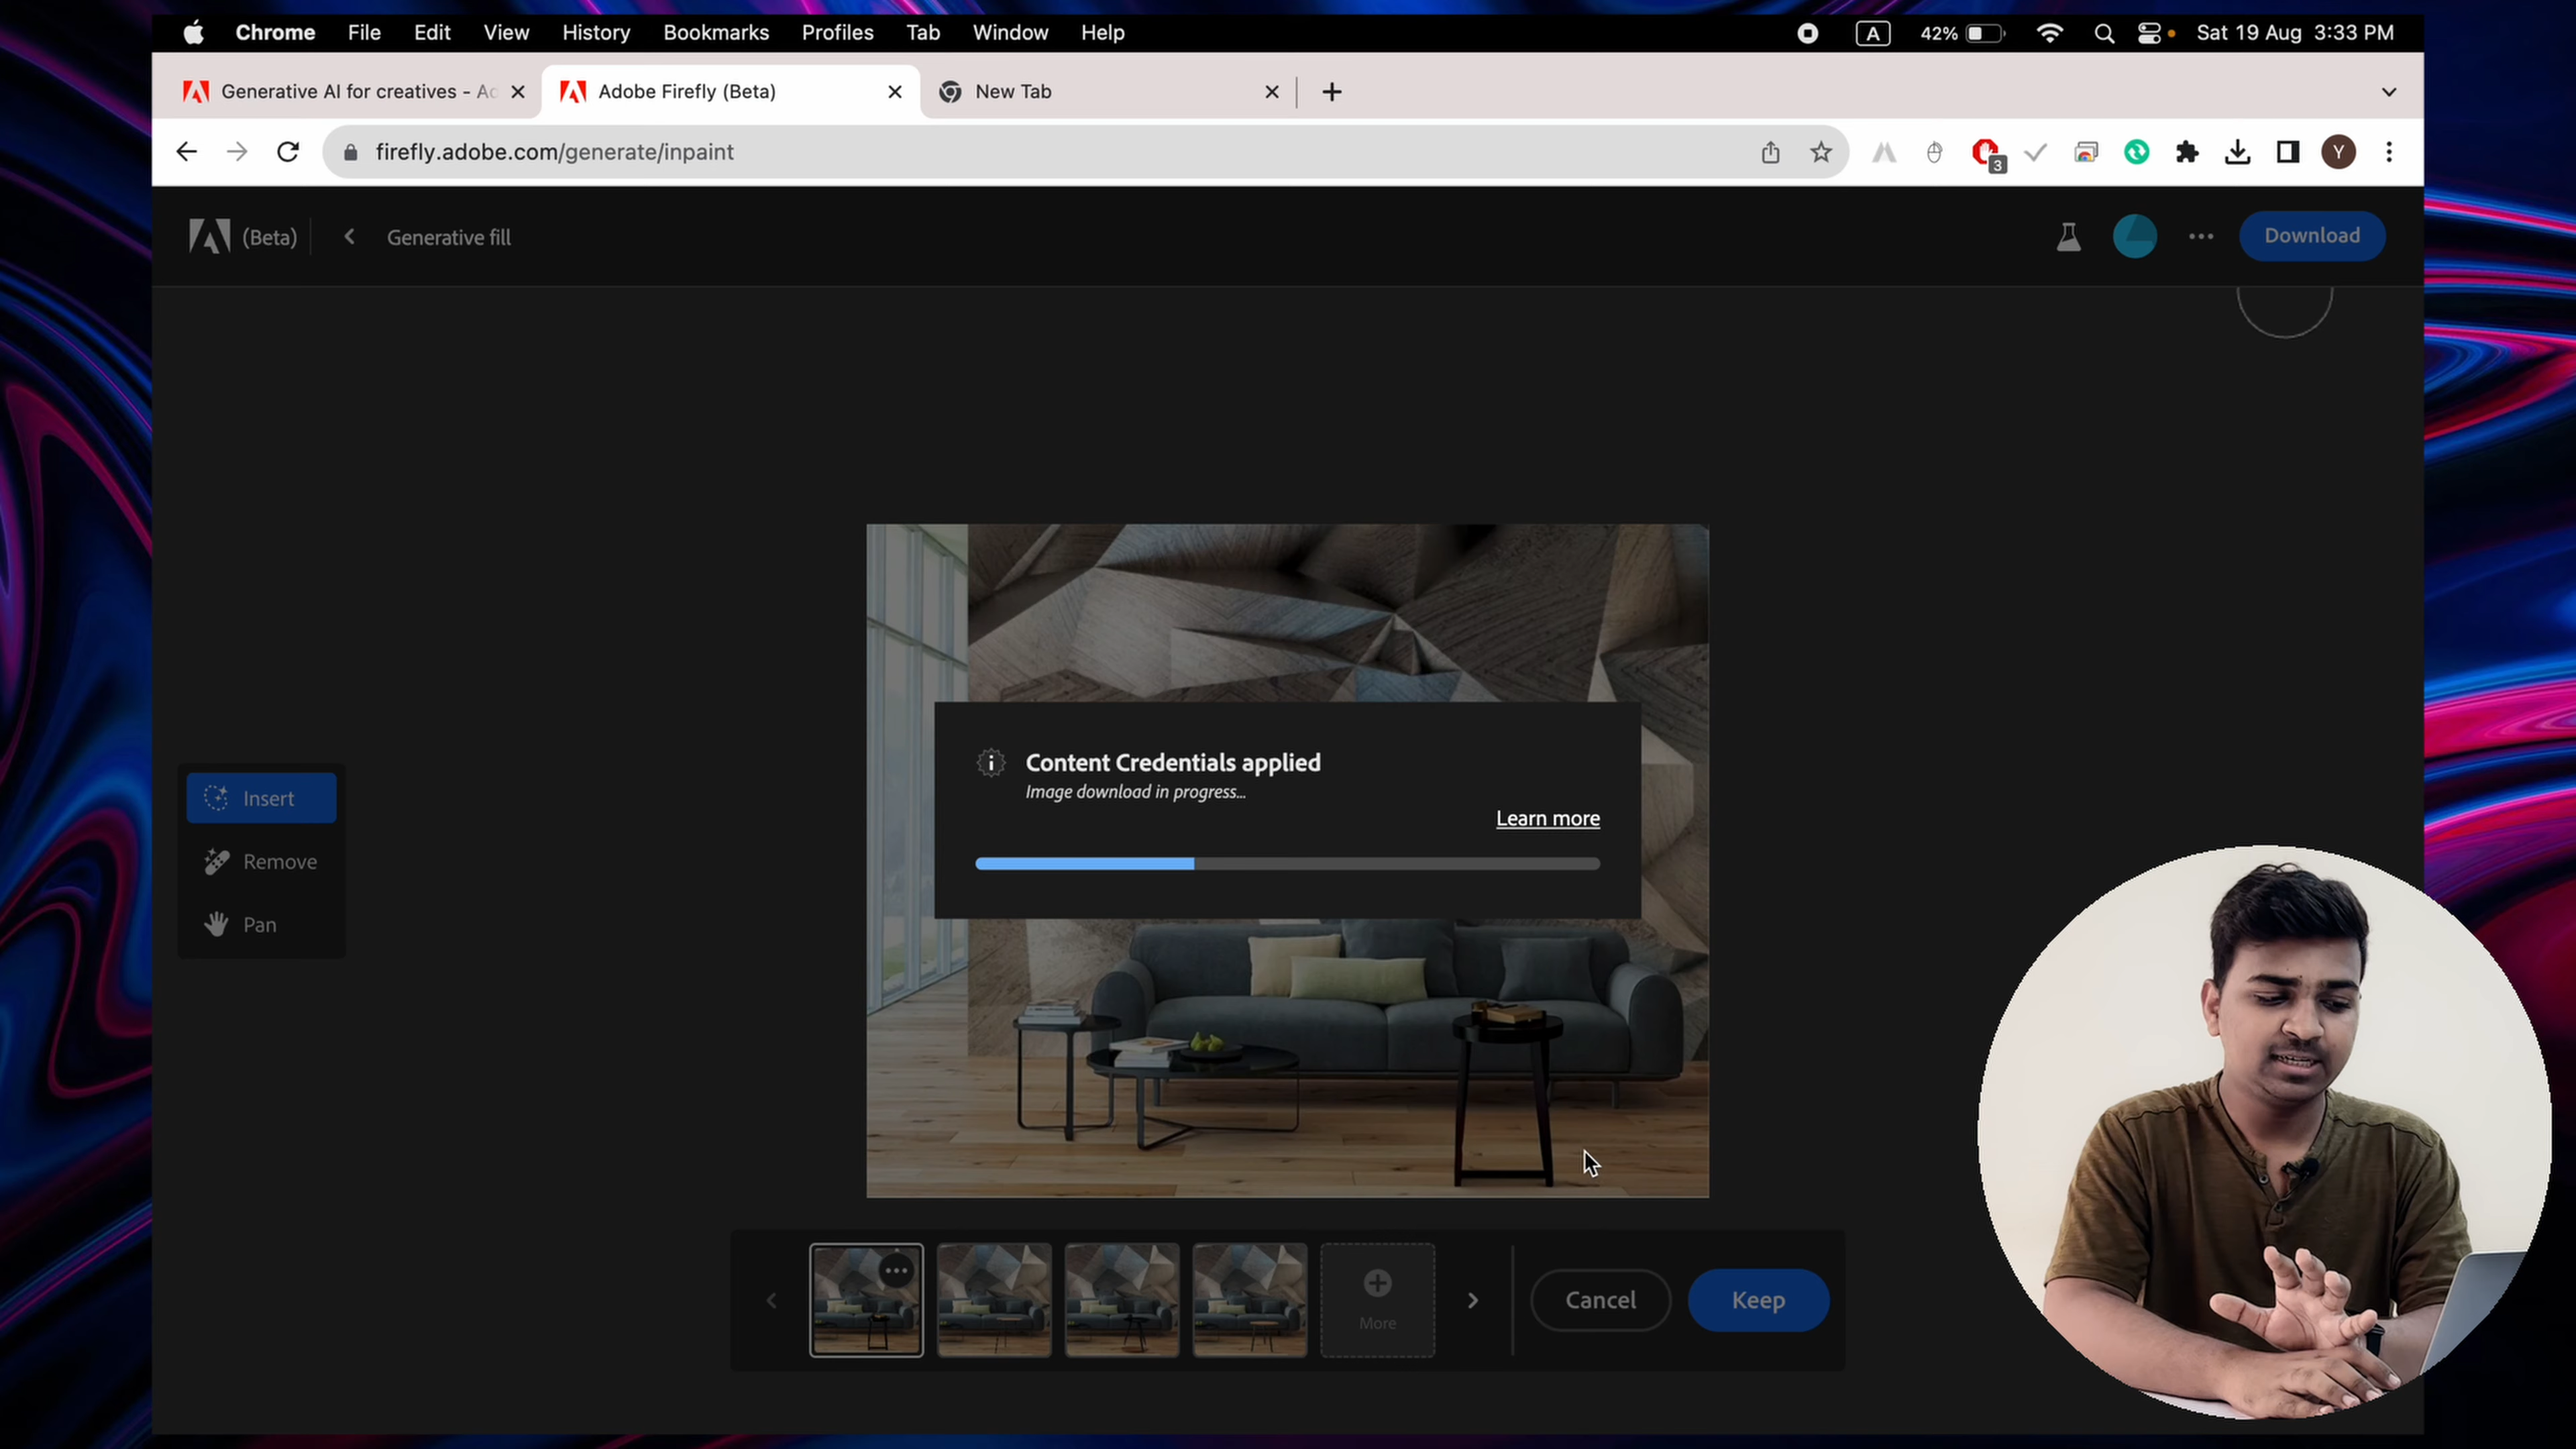 Chrome File Edit View History Bookmarks Profiles Tab Window Help A 42% Sat 19 Aug 3:33 PM
Generative AI for creatives - Ad Adobe Firefly (Beta) New Tab
firefly.adobe.com/generate/inpaint 3 Y
(Beta) Generative fill Download
Content Credentials applied
Image download in progress...
Learn more
Insert
Remove
Pan
More
Cancel
Keep